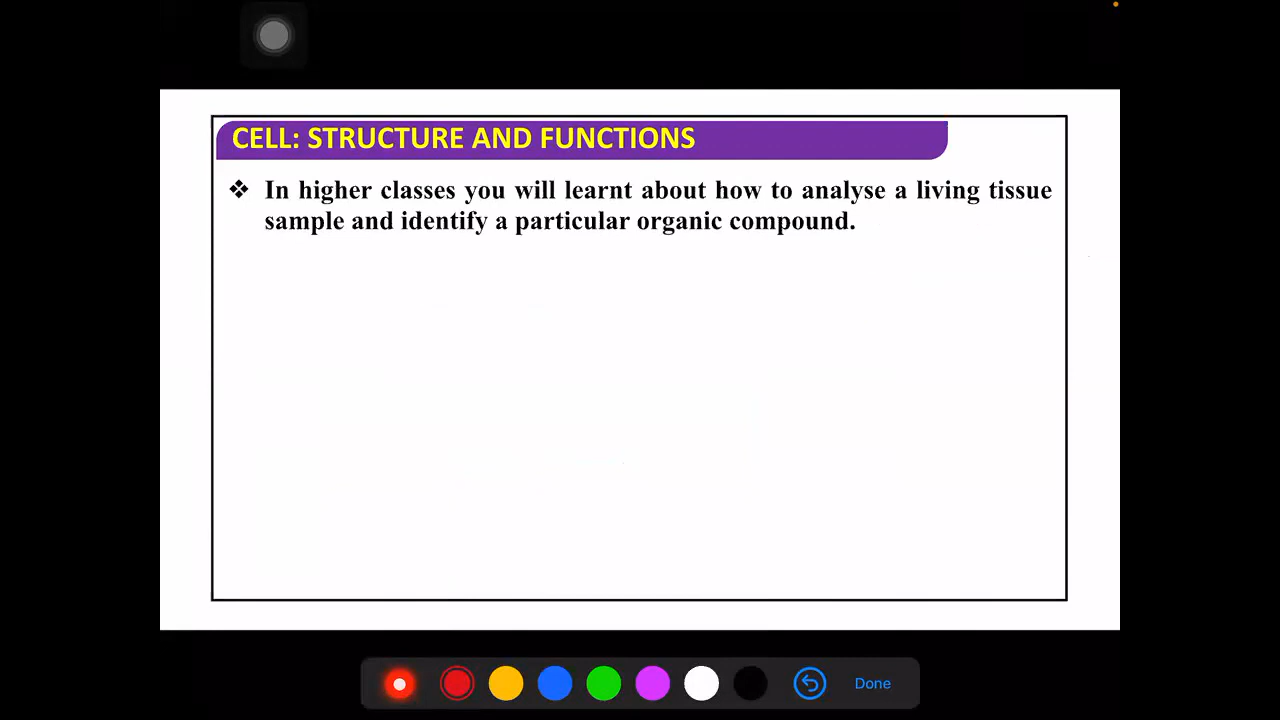 CELL: STRUCTURE AND FUNCTIONS
❖ In higher classes you will learnt about how to analyse a living tissue
sample and identify a particular organic compound.
Done